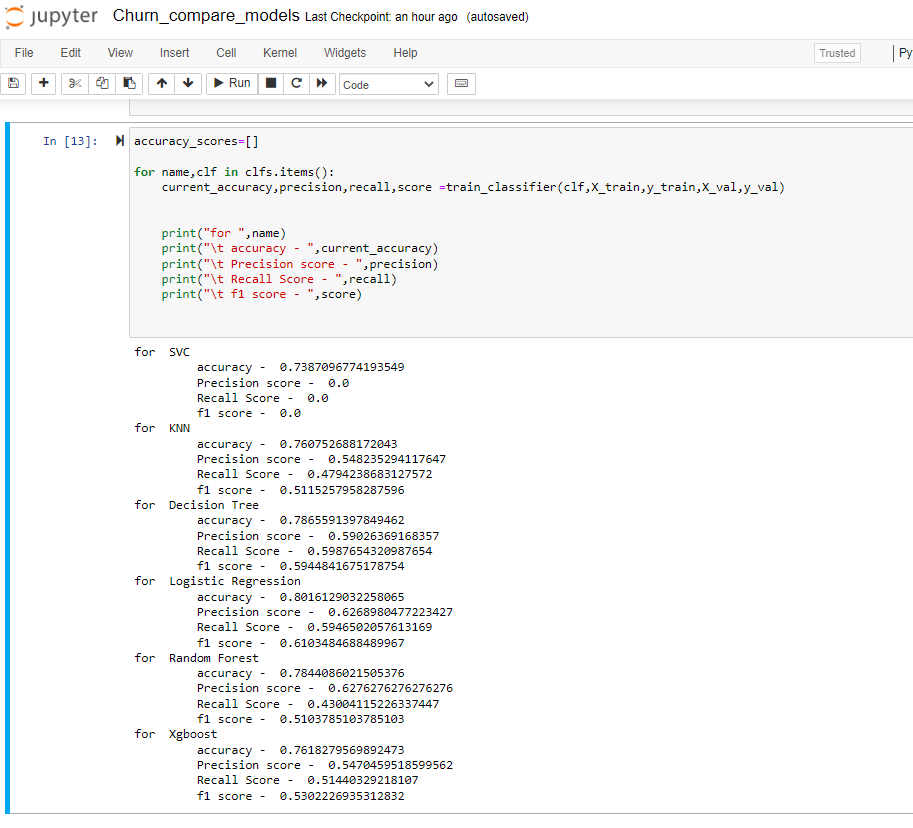 jupyter Churn_compare_models Last Checkpoint: an hour ago (autosaved)
File Edit View Insert Cell Kernel Widgets Help Trusted Py
Run Code
In [13]: accuracy_scores=[]
for name,clf in clfs.items():
current_accuracy,precision,recall,score =train_classifier(clf,X_train,y_train,X_val,y_val)
print("for ",name)
print("\t accuracy - ",current_accuracy)
print("\t Precision score - ",precision)
print("\t Recall Score - ",recall)
print("\t f1 score - ",score)
for  SVC
accuracy -  0.7387096774193549
Precision score -  0.0
Recall Score -  0.0
f1 score -  0.0
for  KNN
accuracy -  0.760752688172043
Precision score -  0.548235294117647
Recall Score -  0.4794238683127572
f1 score -  0.5115257958287596
for  Decision Tree
accuracy -  0.7865591397849462
Precision score -  0.59026369168357
Recall Score -  0.5987654320987654
f1 score -  0.5944841675178754
for  Logistic Regression
accuracy -  0.8016129032258065
Precision score -  0.6268980477223427
Recall Score -  0.5946502057613169
f1 score -  0.6103484688489967
for  Random Forest
accuracy -  0.7844086021505376
Precision score -  0.6276276276276276
Recall Score -  0.43004115226337447
f1 score -  0.5103785103785103
for  Xgboost
accuracy -  0.7618279569892473
Precision score -  0.5470459518599562
Recall Score -  0.51440329218107
f1 score -  0.5302226935312832